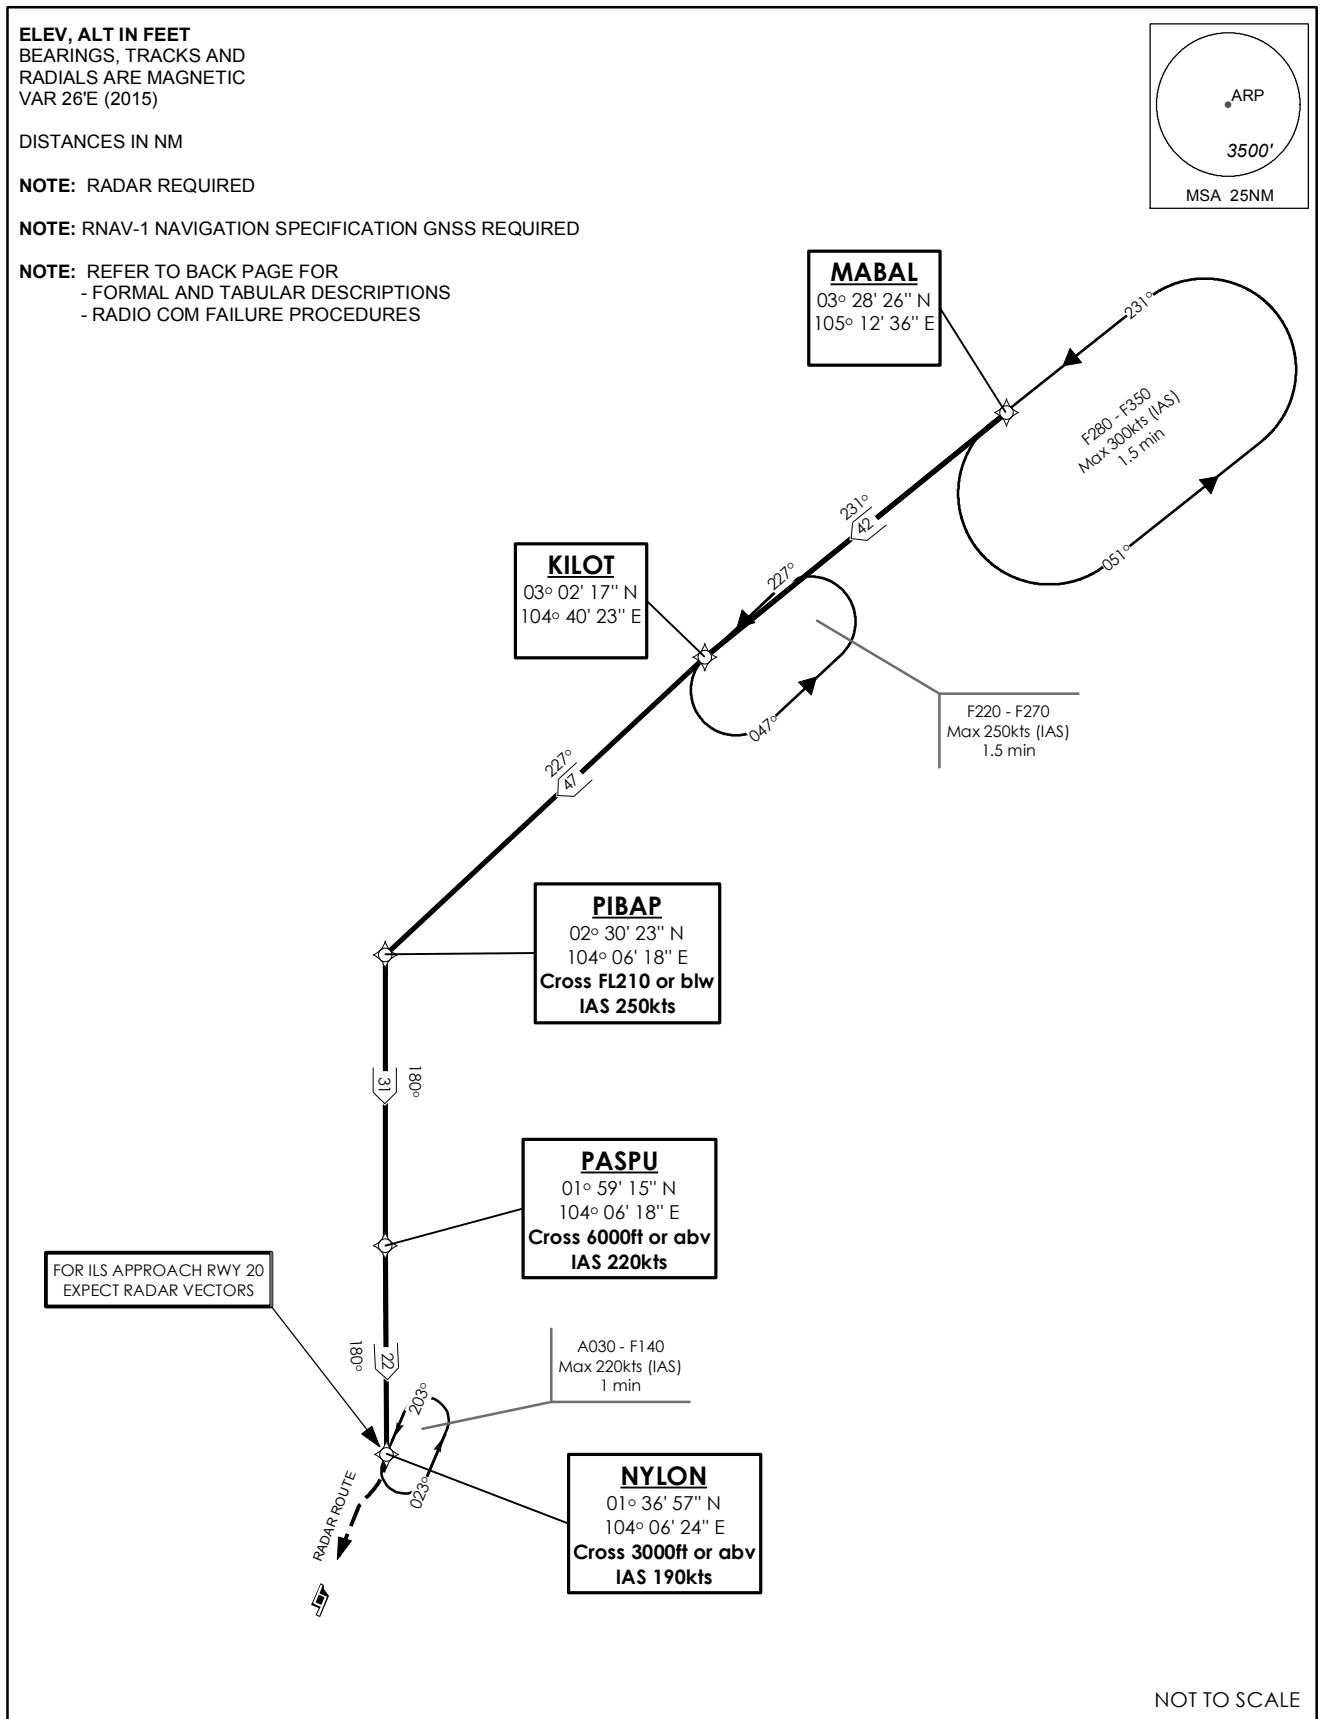 ELEV, ALT IN FEET
BEARINGS, TRACKS AND
RADIALS ARE MAGNETIC
VAR 26'E (2015)
DISTANCES IN NM
NOTE: RADAR REQUIRED
NOTE: RNAV-1 NAVIGATION SPECIFICATION GNSS REQUIRED
NOTE: REFER TO BACK PAGE FOR
- FORMAL AND TABULAR DESCRIPTIONS
- RADIO COM FAILURE PROCEDURES
ARP
3500'
MSA 25NM
MABAL
03° 28' 26" N
105° 12' 36" E
231°
F280 - F350
Max 300kts (IAS)
1.5 min
051°
231°
42
KILOT
03° 02' 17" N
104° 40' 23" E
227°
047°
F220 - F270
Max 250kts (IAS)
1.5 min
227°
47
PIBAP
02° 30' 23" N
104° 06' 18" E
Cross FL210 or blw
IAS 250kts
31
180°
PASPU
01° 59' 15" N
104° 06' 18" E
Cross 6000ft or abv
IAS 220kts
FOR ILS APPROACH RWY 20
EXPECT RADAR VECTORS
180°
22
A030 - F140
Max 220kts (IAS)
1 min
203°
023°
NYLON
01° 36' 57" N
104° 06' 24" E
Cross 3000ft or abv
IAS 190kts
RADAR ROUTE
NOT TO SCALE